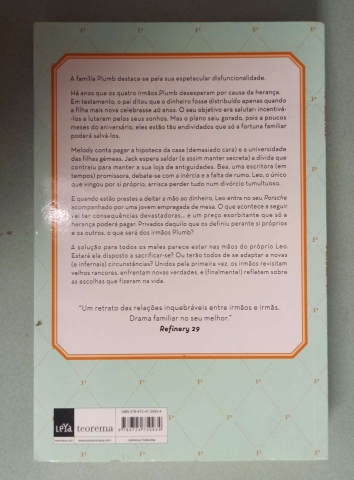 A família Plumb destaca-se pela sua espetacular disfuncionalidade.
Há anos que os quatro irmãos Plumb desesperam por causa da herança.
Em testamento, o pai ditou que o dinheiro fosse distribuído apenas quando
a filha mais nova celebrasse 40 anos. O seu objetivo era salutar: incentivá-
-los a lutarem pelos seus sonhos. Mas o plano saiu gorado, pois a poucos
meses do aniversário, eles estão tão endividados que só a fortuna familiar
poderá salvá-los.
Melody conta pagar a hipoteca da casa (demasiado cara) e a universidade
das filhas gémeas. Jack espera saldar (e assim manter secreta) a dívida que
contraiu para manter a sua loja de antiguidades. Bea, uma escritora (em
tempos) promissora, debate-se com a inércia e a falta de rumo. Leo, o único
que vingou por si próprio, arrisca perder tudo num divórcio tumultuoso.
E quando estão prestes a deitar a mão ao dinheiro, Leo entra no seu Porsche
acompanhado por uma jovem empregada de mesa. O que acontece a seguir
vai ter consequências devastadoras... e um preço exorbitante que só a
herança poderá pagar. Privados daquilo que os definiu perante si próprios
e os outros, o que será dos irmãos Plumb?
A solução para todos os males parece estar nas mãos do próprio Leo.
Estará ele disposto a sacrificar-se? Ou terão todos de se adaptar a novas
(e infernais) circunstâncias? Unidos pela primeira vez, os irmãos revisitam
velhos rancores, enfrentam novas verdades, e (finalmente!) refletem sobre
as escolhas que fizeram na vida.
"Um retrato das relações inquebráveis entre irmãos e irmãs.
Drama familiar no seu melhor."
Refinery 29
LeYa
teorema